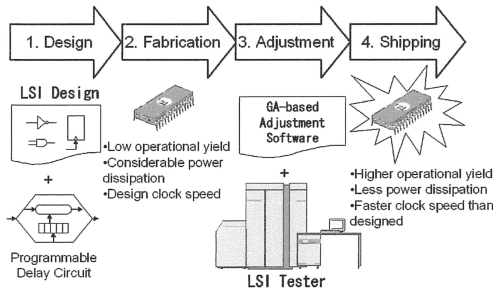 1. Design
2. Fabrication
3. Adjustment
4. Shipping
LSI Design
+
Programmable
Delay Circuit
•Low operational yield
•Considerable power
dissipation
•Design clock speed
GA-based
Adjustment
Software
+
LSI Tester
•Higher operational yield
•Less power dissipation
•Faster clock speed than
designed